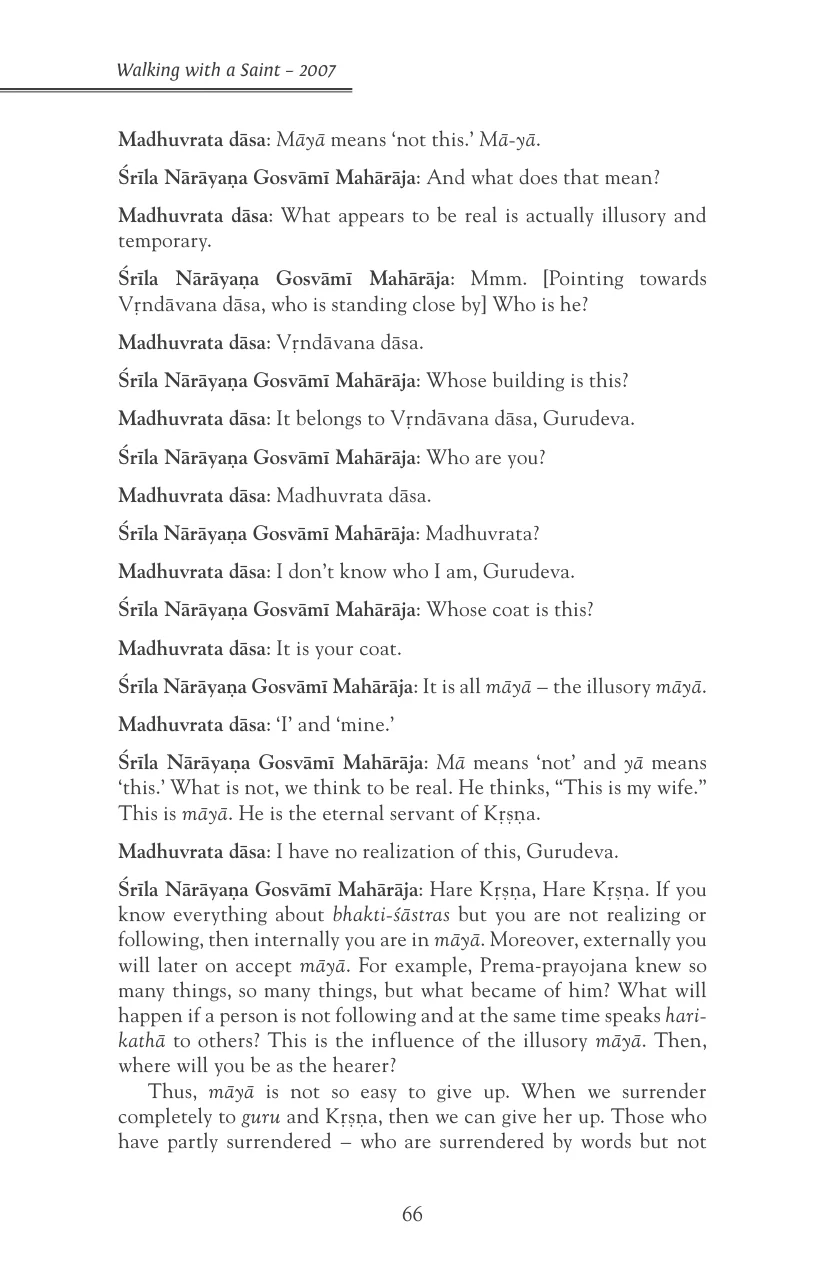 Walking with a Saint – 2007
Madhuvrata dāsa: Māyā means ‘not this.’ Mā-yā.
Śrīla Nārāyaṇa Gosvāmī Mahārāja: And what does that mean?
Madhuvrata dāsa: What appears to be real is actually illusory and
temporary.
Śrīla Nārāyaṇa Gosvāmī Mahārāja: Mmm. [Pointing towards
Vṛndāvana dāsa, who is standing close by] Who is he?
Madhuvrata dāsa: Vṛndāvana dāsa.
Śrīla Nārāyaṇa Gosvāmī Mahārāja: Whose building is this?
Madhuvrata dāsa: It belongs to Vṛndāvana dāsa, Gurudeva.
Śrīla Nārāyaṇa Gosvāmī Mahārāja: Who are you?
Madhuvrata dāsa: Madhuvrata dāsa.
Śrīla Nārāyaṇa Gosvāmī Mahārāja: Madhuvrata?
Madhuvrata dāsa: I don’t know who I am, Gurudeva.
Śrīla Nārāyaṇa Gosvāmī Mahārāja: Whose coat is this?
Madhuvrata dāsa: It is your coat.
Śrīla Nārāyaṇa Gosvāmī Mahārāja: It is all māyā – the illusory māyā.
Madhuvrata dāsa: ‘I’ and ‘mine.’
Śrīla Nārāyaṇa Gosvāmī Mahārāja: Mā means ‘not’ and yā means
‘this.’ What is not, we think to be real. He thinks, “This is my wife.”
This is māyā. He is the eternal servant of Kṛṣṇa.
Madhuvrata dāsa: I have no realization of this, Gurudeva.
Śrīla Nārāyaṇa Gosvāmī Mahārāja: Hare Kṛṣṇa, Hare Kṛṣṇa. If you
know everything about bhakti-śāstras but you are not realizing or
following, then internally you are in māyā. Moreover, externally you
will later on accept māyā. For example, Prema-prayojana knew so
many things, so many things, but what became of him? What will
happen if a person is not following and at the same time speaks hari-
kathā to others? This is the influence of the illusory māyā. Then,
where will you be as the hearer?
Thus, māyā is not so easy to give up. When we surrender
completely to guru and Kṛṣṇa, then we can give her up. Those who
have partly surrendered – who are surrendered by words but not
66